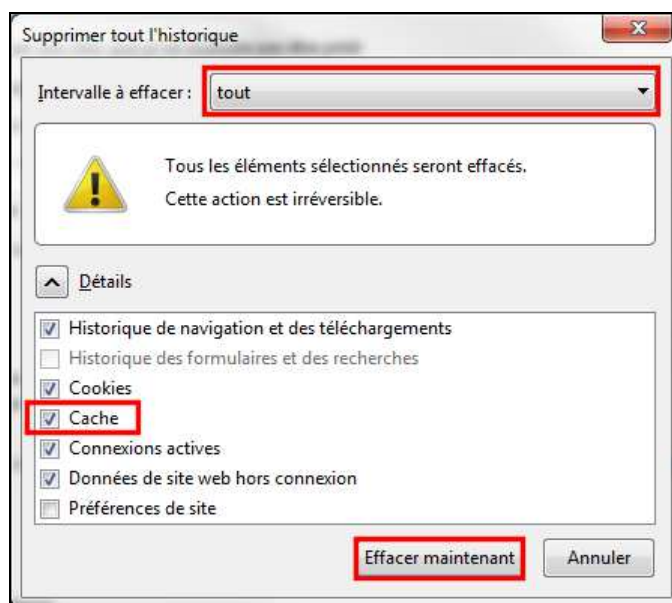 Supprimer tout l'historique
Intervalle à effacer :
tout
Tous les éléments sélectionnés seront effacés.
Cette action est irréversible.
Détails
Historique de navigation et des téléchargements
Historique des formulaires et des recherches
Cookies
Cache
Connexions actives
Données de site web hors connexion
Préférences de site
Effacer maintenant
Annuler